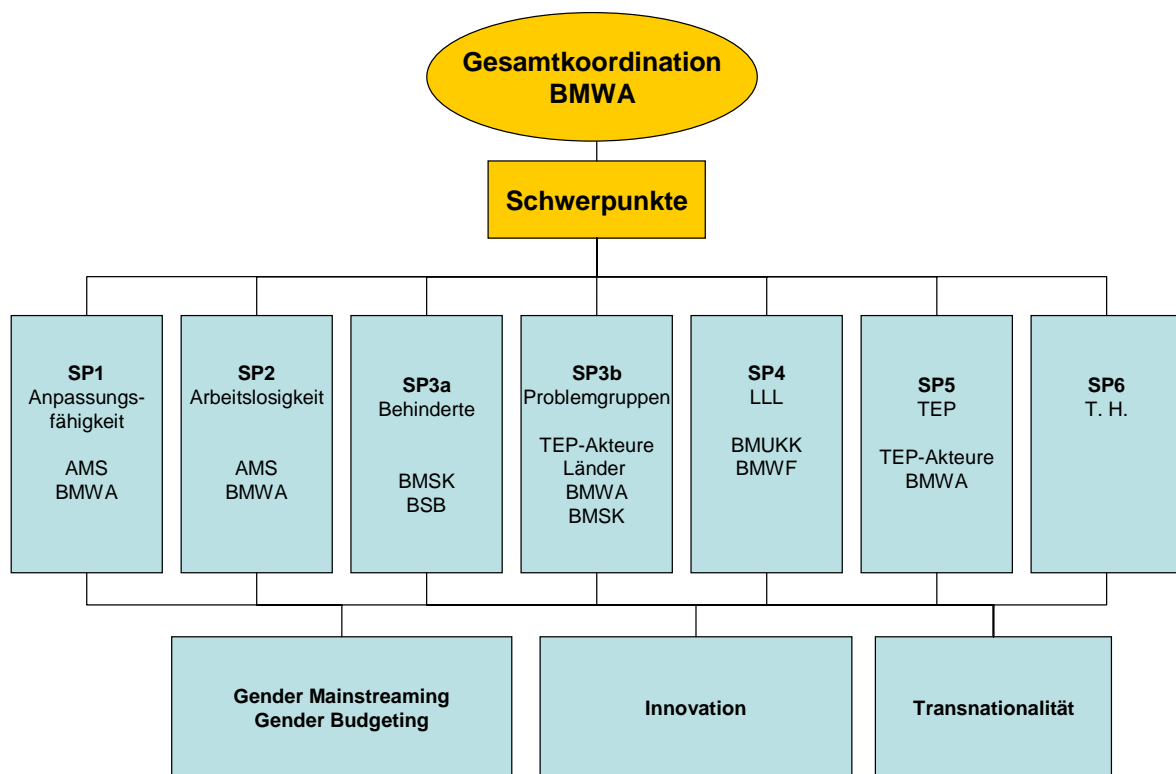 Gesamtkoordination
BMWA
Schwerpunkte
SP1
Anpassungs-
fähigkeit
AMS
BMWA
SP2
Arbeitslosigkeit
AMS
BMWA
SP3a
Behinderte
BMSK
BSB
SP3b
Problemgruppen
TEP-Akteure
Länder
BMWA
BMSK
SP4
LLL
BMUKK
BMWF
SP5
TEP
TEP-Akteure
BMWA
SP6
T. H.
Gender Mainstreaming
Gender Budgeting
Innovation
Transnationalität